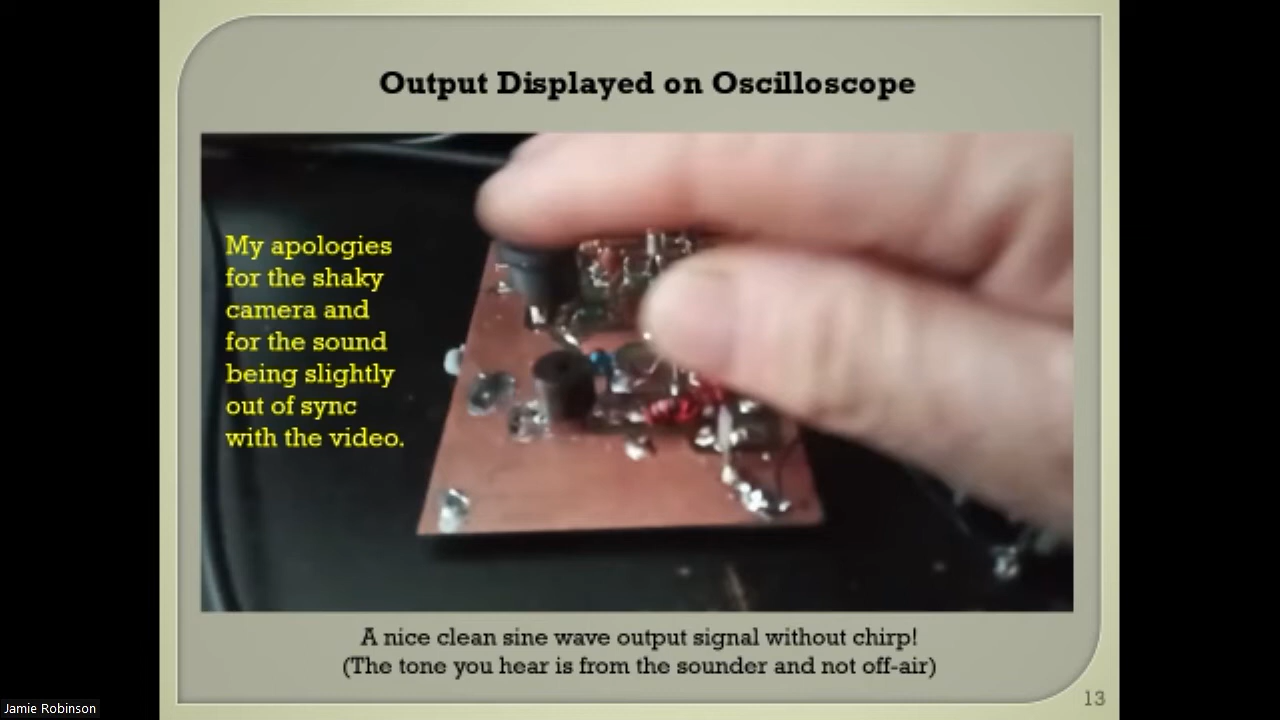 Output Displayed on Oscilloscope
My apologies
for the shaky
camera and
for the sound
being slightly
out of sync
with the video.
A nice clean sine wave output signal without chirp!
(The tone you hear is from the sounder and not off-air)
13
Jamie Robinson